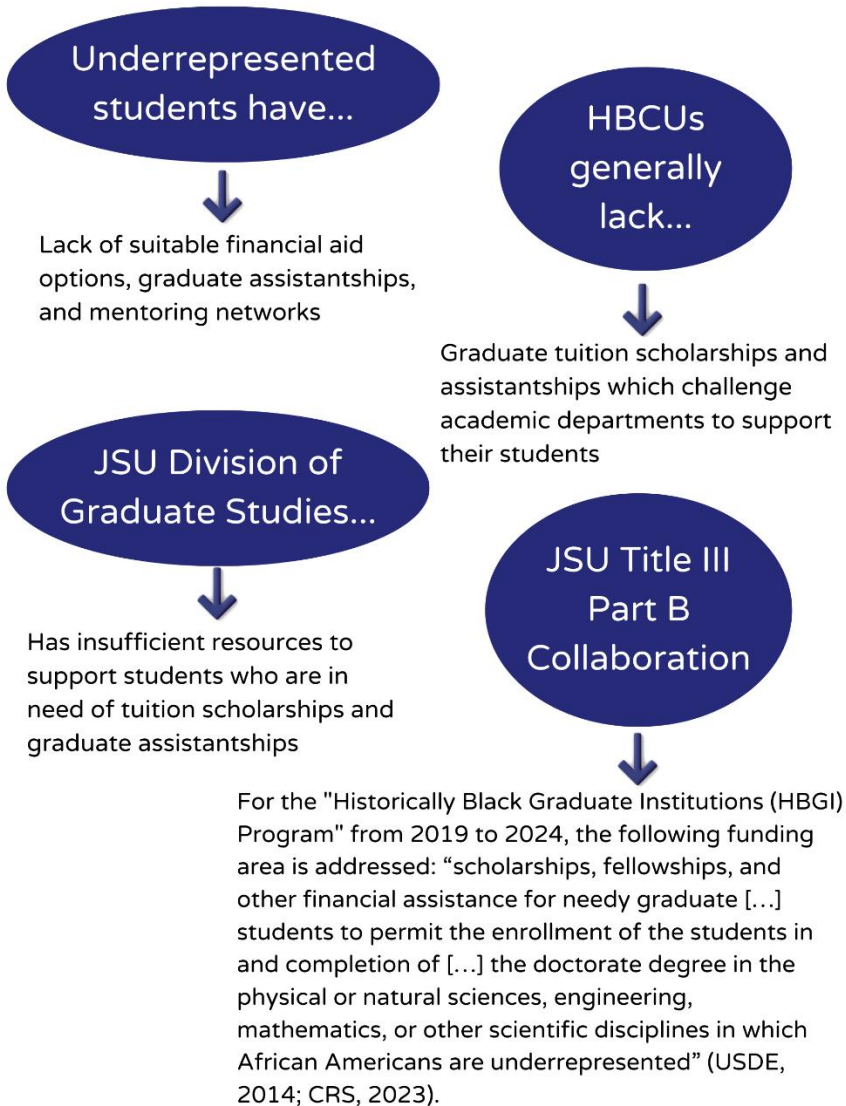 Underrepresented
students have...
Lack of suitable financial aid
options, graduate assistantships,
and mentoring networks
HBCUs
generally
lack...
Graduate tuition scholarships and
assistantships which challenge
academic departments to support
their students
JSU Division of
Graduate Studies...
Has insufficient resources to
support students who are in
need of tuition scholarships and
graduate assistantships
JSU Title III
Part B
Collaboration
For the "Historically Black Graduate Institutions (HBGI)
Program" from 2019 to 2024, the following funding
area is addressed: “scholarships, fellowships, and
other financial assistance for needy graduate […]
students to permit the enrollment of the students in
and completion of […] the doctorate degree in the
physical or natural sciences, engineering,
mathematics, or other scientific disciplines in which
African Americans are underrepresented” (USDE,
2014; CRS, 2023).